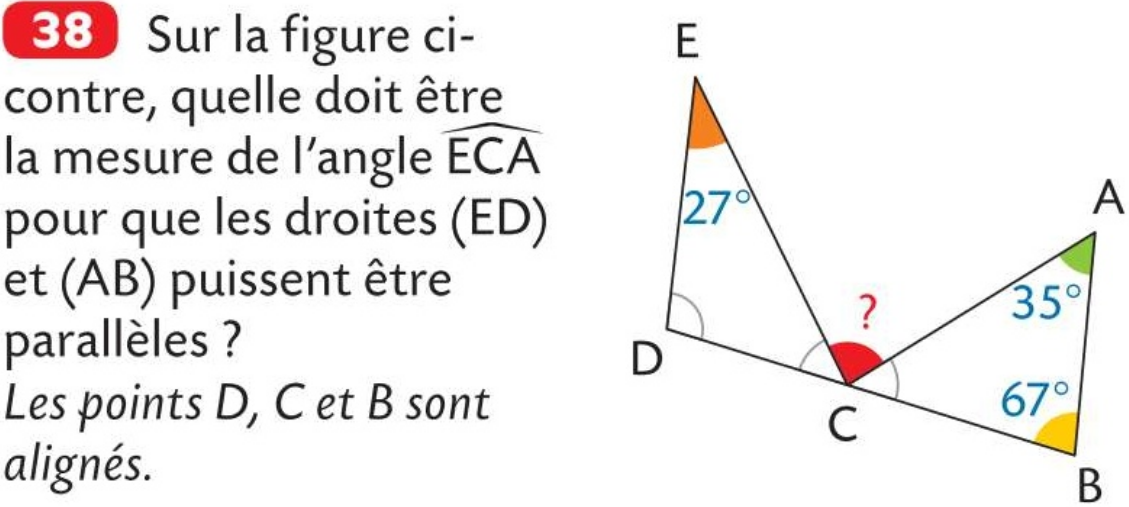 38 Sur la figure ci-
contre, quelle doit être
la mesure de l'angle ECA
pour que les droites (ED)
et (AB) puissent être
parallèles ?
Les points D, C et B sont
alignés.
E
A
27°
35°
?
D
67°
C
B